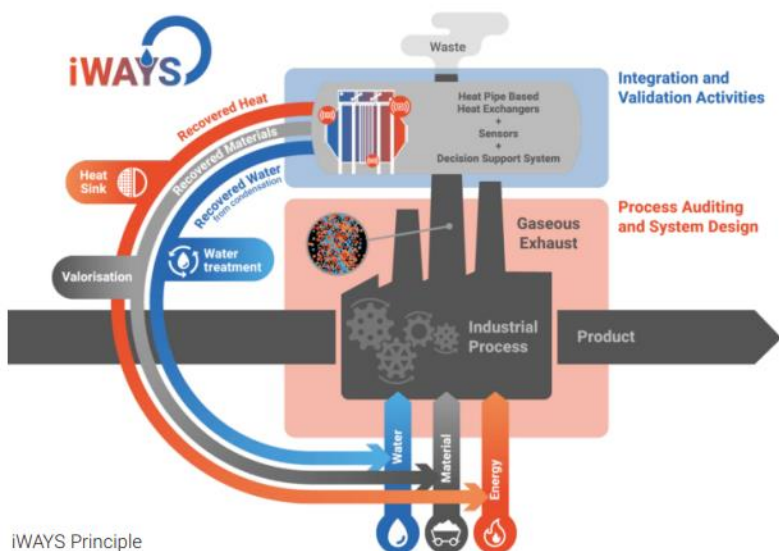 iWAYS
Waste
Heat Pipe Based
Heat Exchangers
+
Sensors
+
Decision Support System
Integration and
Validation Activities
Recovered Heat
Recovered Materials
Recovered Water
from condensation
Heat
Sink
Valorisation
Water
treatment
Gaseous
Exhaust
Process Auditing
and System Design
Industrial
Process
Product
Water
Material
Energy
iWAYS Principle